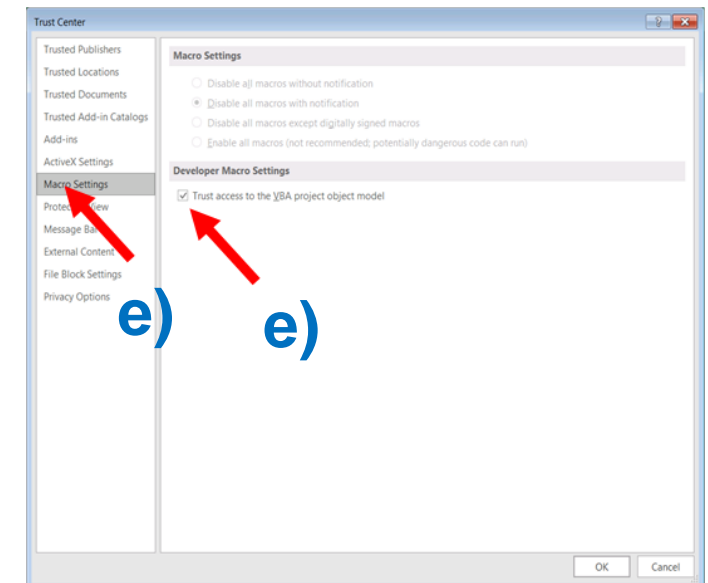 Trust Center
Trusted Publishers
Trusted Locations
Trusted Documents
Trusted Add-in Catalogs
Add-ins
ActiveX Settings
Macro Settings
View
Message
External Content
File Block Settings
Privacy Options
Macro Settings
Disable all macros without notification
Disable all macros with notification
Disable all macros except digitally signed macros
Enable all macros (not recommended; potentially dangerous code can run)
Developer Macro Settings
Trust access to the VBA project object model
e)
e)
OK
Cancel